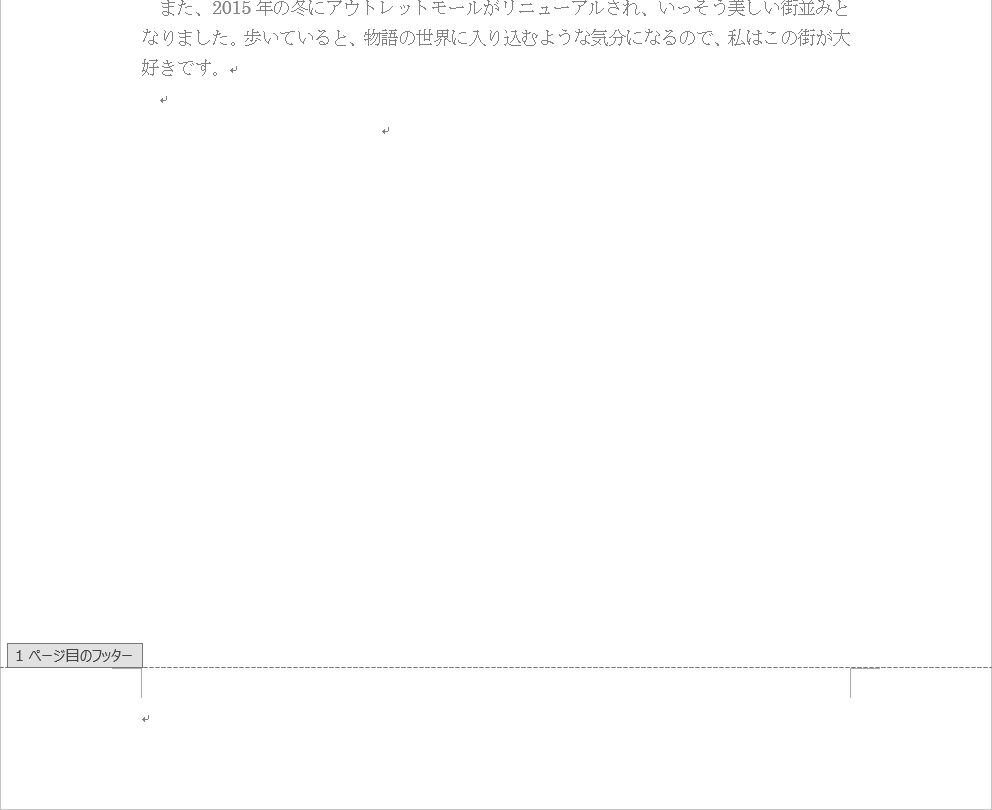 また、2015 年の冬にアウトレットモールがリニューアルされ、いっそう美しい街並みと
なりました。歩いていると、物語の世界に入り込むような気分になるので、私はこの街が大
好きです。
1 ページ目のフッター